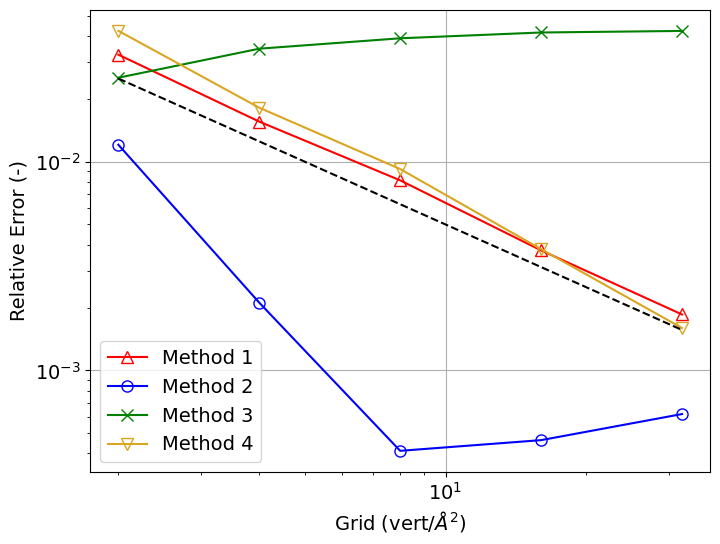 Relative Error (-)
10⁻²
10⁻³
Method 1
Method 2
Method 3
Method 4
10¹
Grid (vert/Å²)